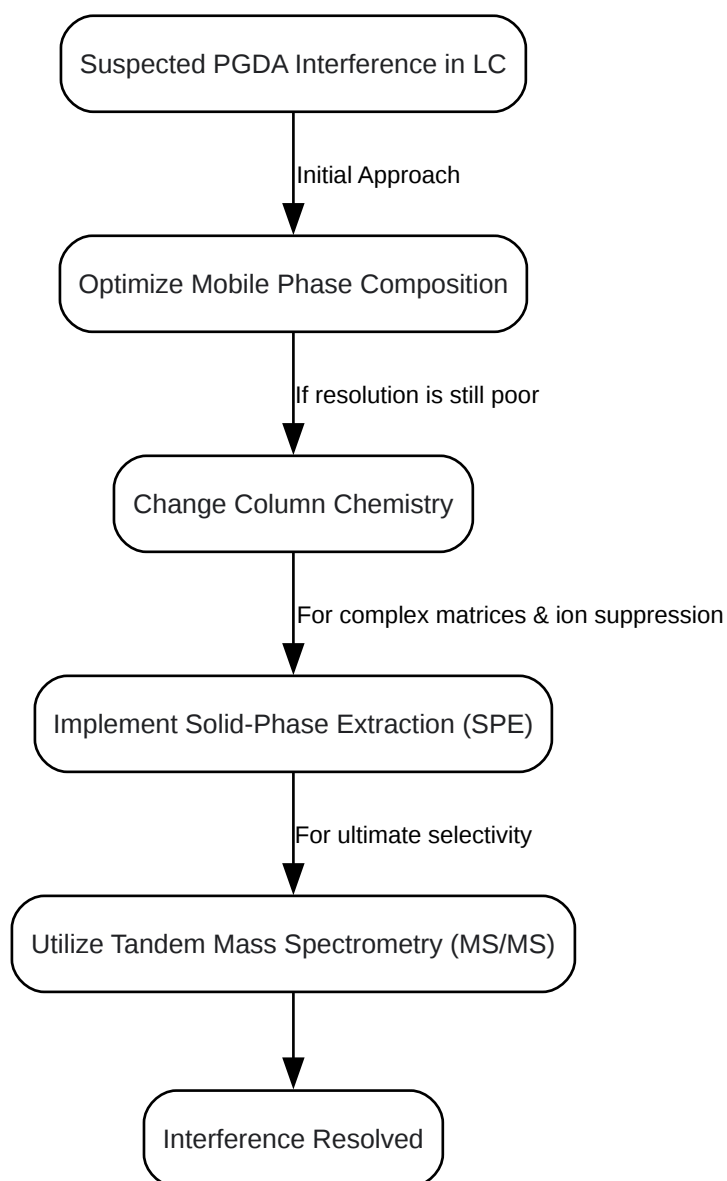 Suspected PGDA Interference in LC
Initial Approach
Optimize Mobile Phase Composition
If resolution is still poor
Change Column Chemistry
For complex matrices & ion suppression
Implement Solid-Phase Extraction (SPE)
For ultimate selectivity
Utilize Tandem Mass Spectrometry (MS/MS)
Interference Resolved